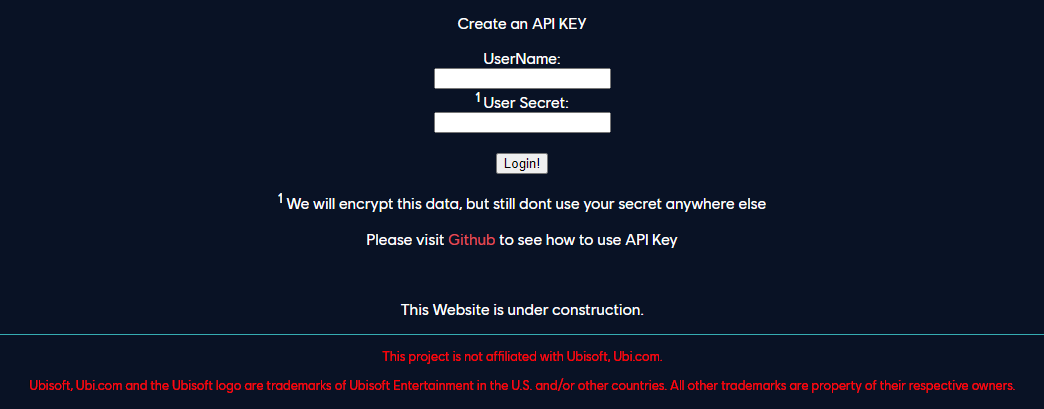 Create an API KEY
UserName:
1 User Secret:
Login!
1 We will encrypt this data, but still dont use your secret anywhere else
Please visit Github to see how to use API Key
This Website is under construction.
This project is not affiliated with Ubisoft, Ubi.com.
Ubisoft, Ubi.com and the Ubisoft logo are trademarks of Ubisoft Entertainment in the U.S. and/or other countries. All other trademarks are property of their respective owners.